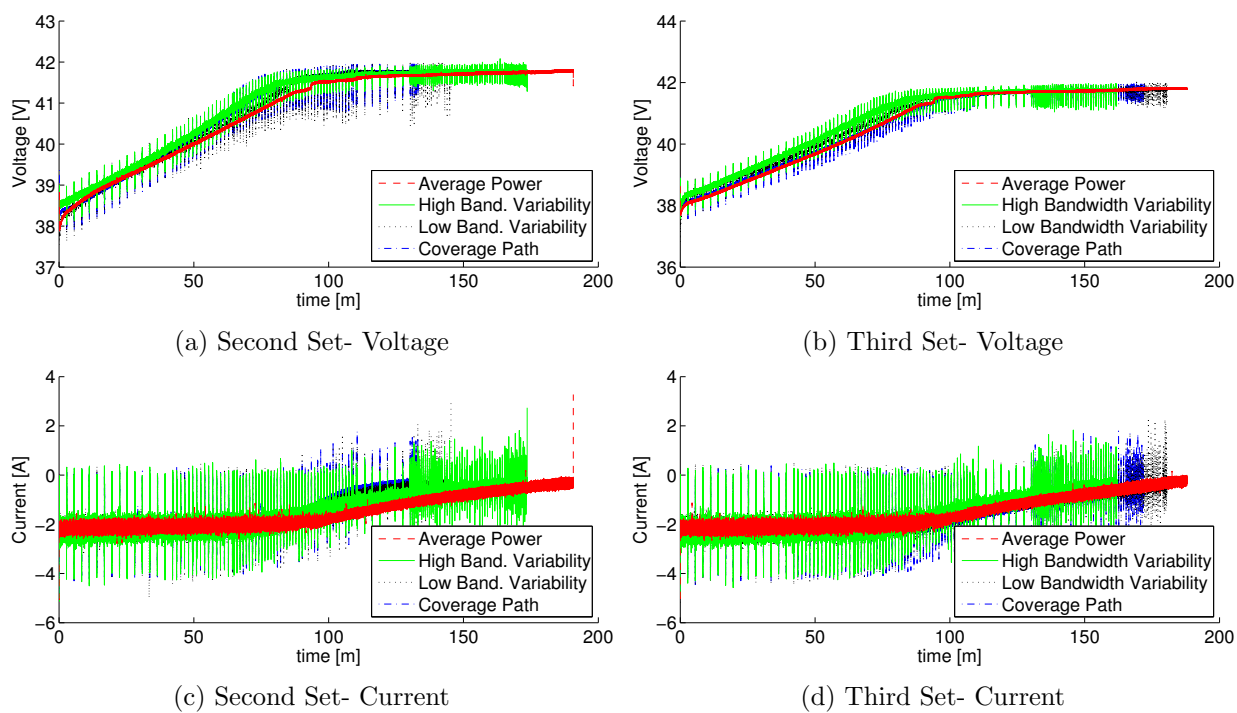 43
42
41
40
39
38
37
Voltage [V]
0 50 100 150 200
time [m]
Average Power
High Band. Variability
Low Band. Variability
Coverage Path
(a) Second Set- Voltage
44
42
40
38
36
Voltage [V]
0 50 100 150 200
time [m]
Average Power
High Bandwidth Variability
Low Bandwidth Variability
Coverage Path
(b) Third Set- Voltage
4
2
0
−2
−4
−6
Current [A]
0 50 100 150 200
time [m]
Average Power
High Band. Variability
Low Band. Variability
Coverage Path
(c) Second Set- Current
4
2
0
−2
−4
−6
Current [A]
0 50 100 150 200
time [m]
Average Power
High Bandwidth Variability
Low Bandwidth Variability
Coverage Path
(d) Third Set- Current